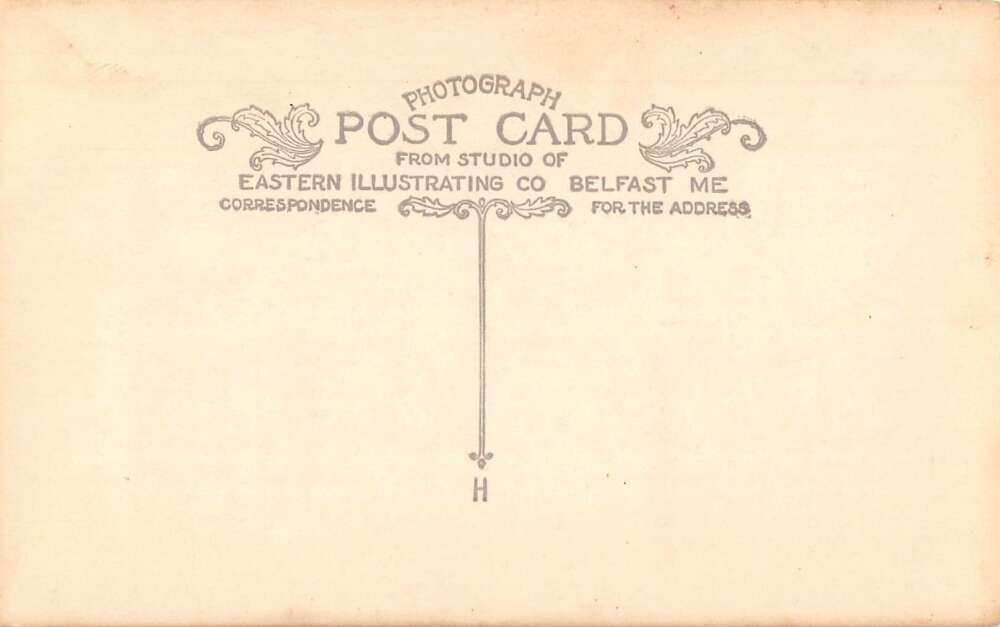 PHOTOGRAPH
POST CARD
FROM STUDIO OF
EASTERN ILLUSTRATING CO BELFAST ME
CORRESPONDENCE FOR THE ADDRESS
H